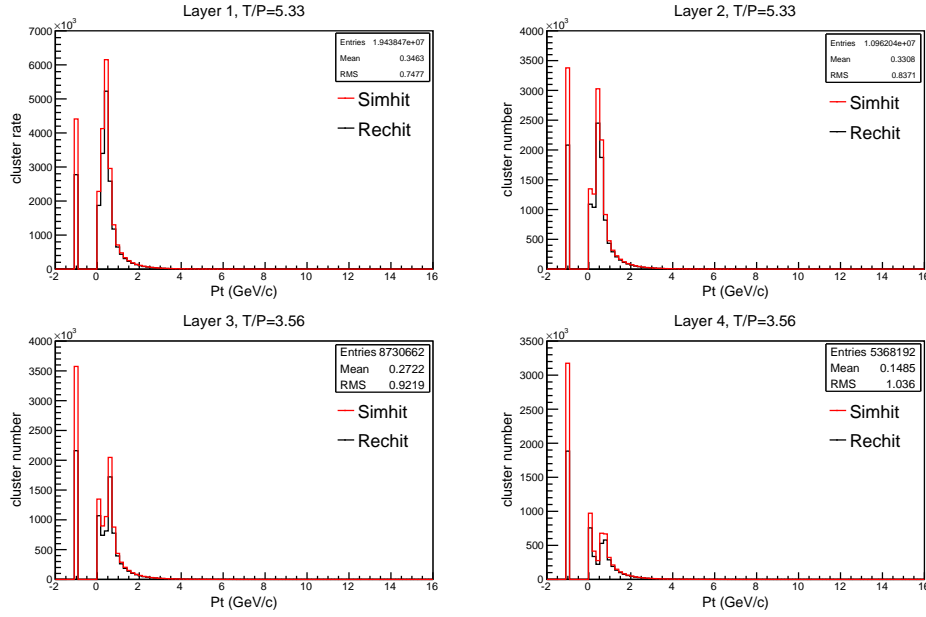 Layer 1, T/P=5.33
×10³
7000
6000
5000
4000
3000
2000
1000
0
cluster rate
Entries 1.943847e+07
Mean 0.3463
RMS 0.7477
Simhit
Rechit
-2 0 2 4 6 8 10 12 14 16
Pt (GeV/c)
Layer 2, T/P=5.33
×10³
4000
3500
3000
2500
2000
1500
1000
500
0
cluster number
Entries 1.096204e+07
Mean 0.3308
RMS 0.8371
Simhit
Rechit
-2 0 2 4 6 8 10 12 14 16
Pt (GeV/c)
Layer 3, T/P=3.56
×10³
4000
3500
3000
2500
2000
1500
1000
500
0
cluster number
Entries 8730662
Mean 0.2722
RMS 0.9219
Simhit
Rechit
-2 0 2 4 6 8 10 12 14 16
Pt (GeV/c)
Layer 4, T/P=3.56
×10³
3500
3000
2500
2000
1500
1000
500
0
cluster number
Entries 5368192
Mean 0.1485
RMS 1.036
Simhit
Rechit
-2 0 2 4 6 8 10 12 14 16
Pt (GeV/c)